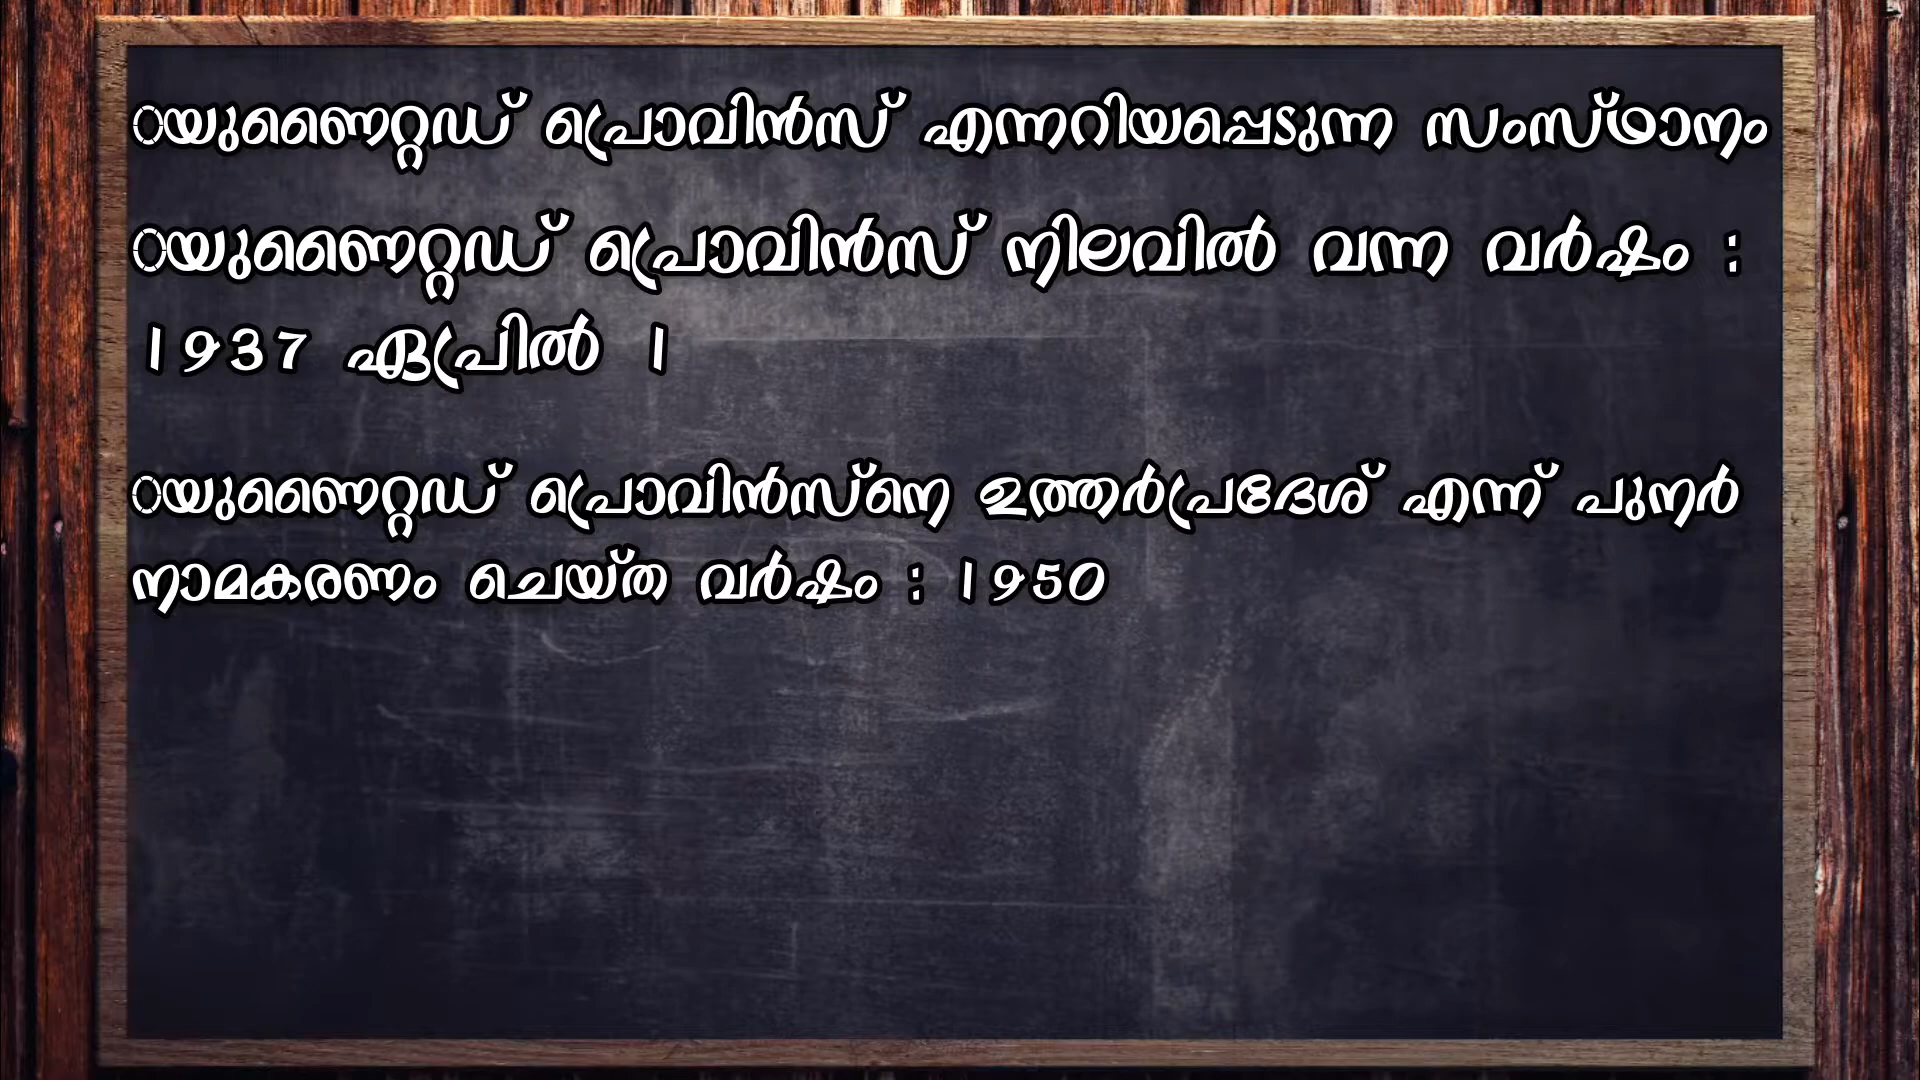 യുണൈറ്റഡ് പ്രൊവിൻസ് എന്നറിയപ്പെടുന്ന സംസ്ഥാനം
യുണൈറ്റഡ് പ്രൊവിൻസ് നിലവിൽ വന്ന വർഷം :
1937 ഏപ്രിൽ 1
യുണൈറ്റഡ് പ്രൊവിൻസ്നെ ഉത്തർപ്രദേശ് എന്ന് പുനർ
നാമകരണം ചെയ്ത വർഷം : 1950